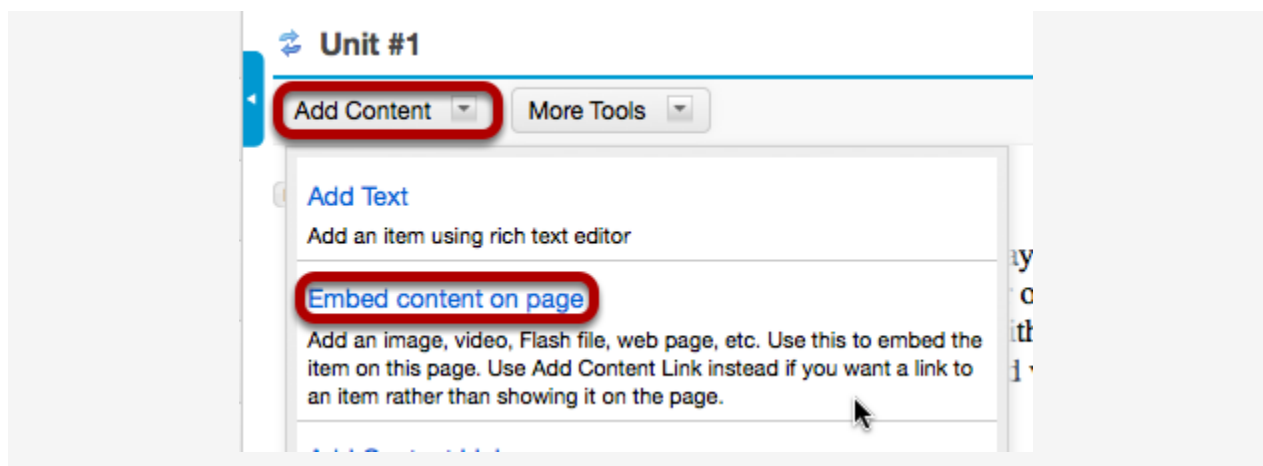 Unit #1
Add Content
More Tools
Add Text
Add an item using rich text editor
Embed content on page
Add an image, video, Flash file, web page, etc. Use this to embed the
item on this page. Use Add Content Link instead if you want a link to
an item rather than showing it on the page.